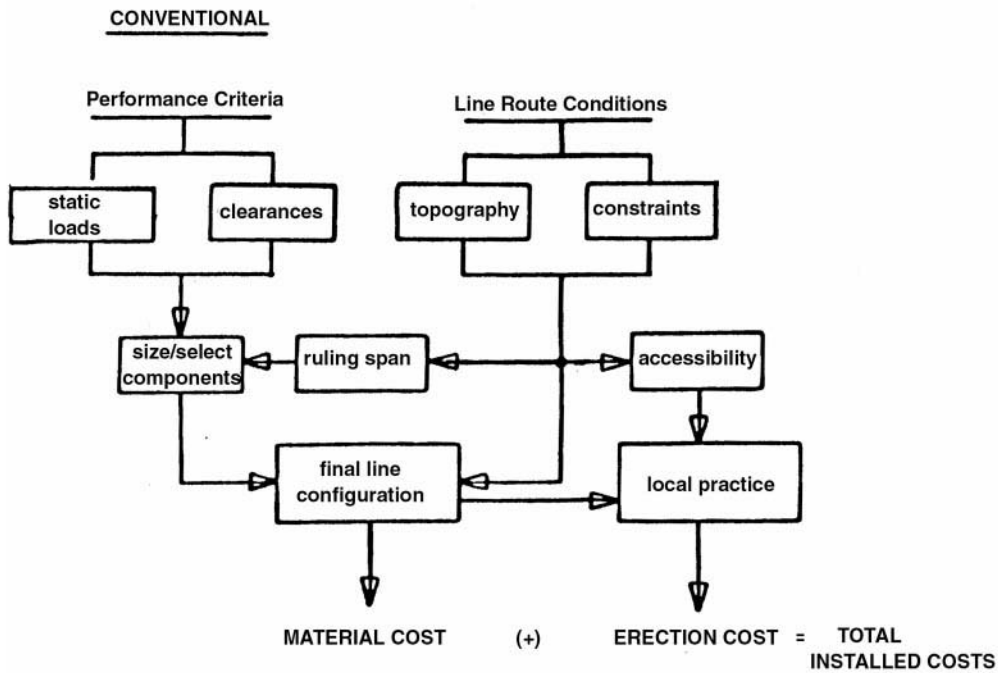 CONVENTIONAL
Performance Criteria
Line Route Conditions
static
loads
clearances
topography
constraints
size/select
components
ruling span
accessibility
final line
configuration
local practice
MATERIAL COST (+) ERECTION COST = TOTAL
INSTALLED COSTS